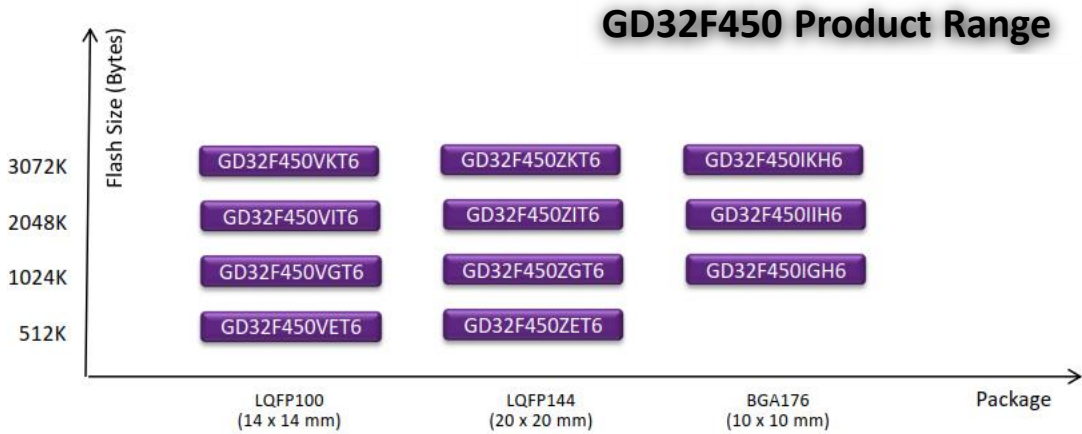 GD32F450 Product Range
Flash Size (Bytes)
3072K
GD32F450VKT6
GD32F450ZKT6
GD32F450IKH6
2048K
GD32F450VIT6
GD32F450ZIT6
GD32F450IIH6
1024K
GD32F450VGT6
GD32F450ZGT6
GD32F450IGH6
512K
GD32F450VET6
GD32F450ZET6
LQFP100
(14 x 14 mm)
LQFP144
(20 x 20 mm)
BGA176
(10 x 10 mm)
Package